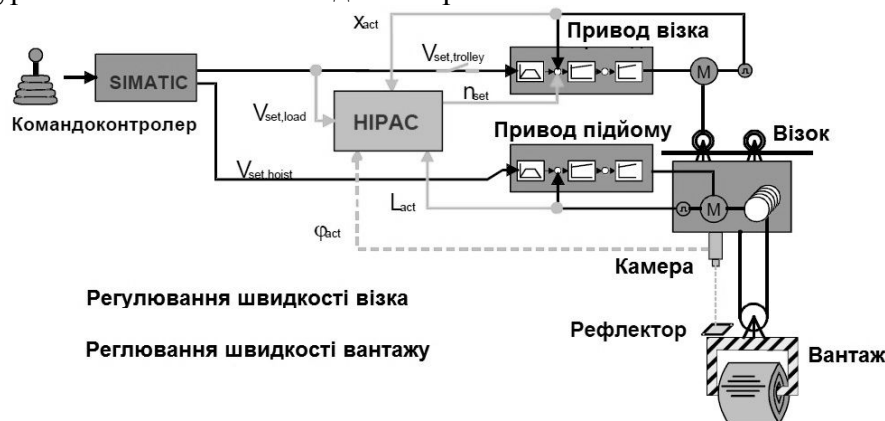 Xact
Привод візка
Vset,trolley
SIMATIC
M
Командоконтролер
Vset,load
HIPAC
nset
Привод підйому
Візок
Vset,hoist
Lact
M
φact
Камера
Регулювання швидкості візка
Рефлектор
Реглювання швидкості вантажу
Вантаж